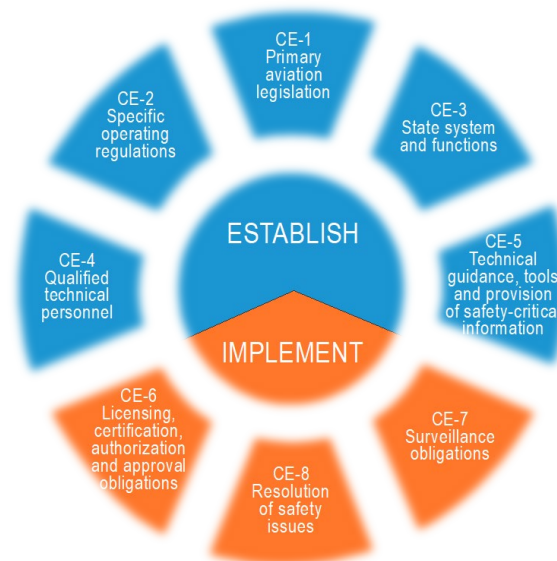 CE-1
Primary
aviation
legislation
CE-2
Specific
operating
regulations
CE-3
State system
and functions
ESTABLISH
CE-4
Qualified
technical
personnel
CE-5
Technical
guidance, tools
and provision
of safety-critical
information
IMPLEMENT
CE-6
Licensing,
certification,
authorization
and approval
obligations
CE-7
Surveillance
obligations
CE-8
Resolution
of safety
issues